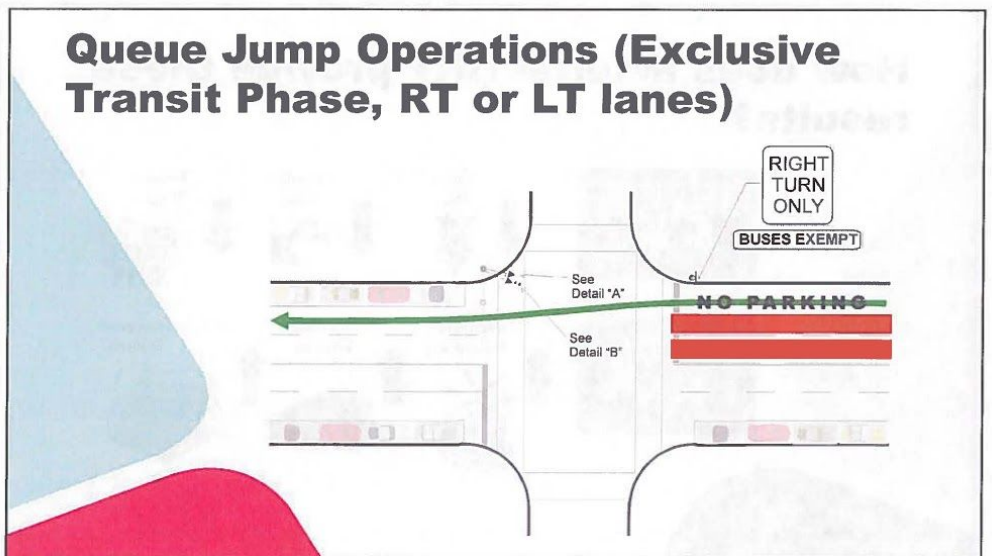 Queue Jump Operations (Exclusive
Transit Phase, RT or LT lanes)
RIGHT
TURN
ONLY
BUSES EXEMPT
See
Detail "A"
NO PARKING
See
Detail "B"